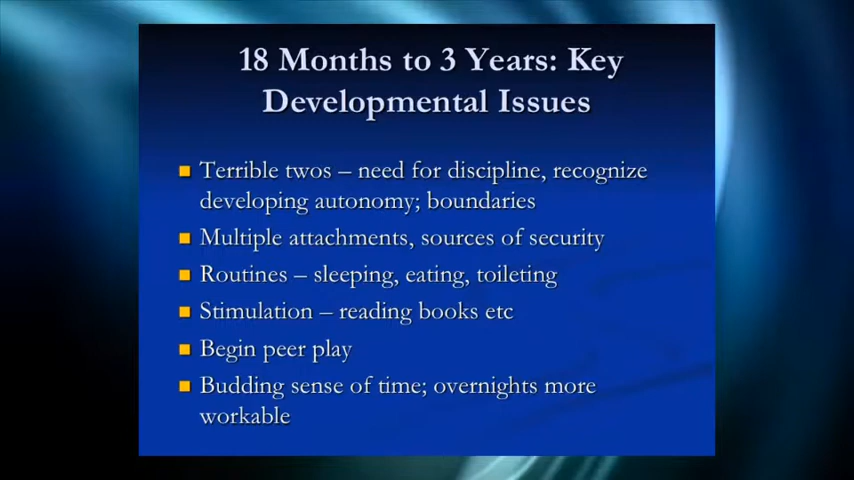 18 Months to 3 Years: Key
Developmental Issues
Terrible twos – need for discipline, recognize
developing autonomy; boundaries
Multiple attachments, sources of security
Routines – sleeping, eating, toileting
Stimulation – reading books etc
Begin peer play
Budding sense of time; overnights more
workable